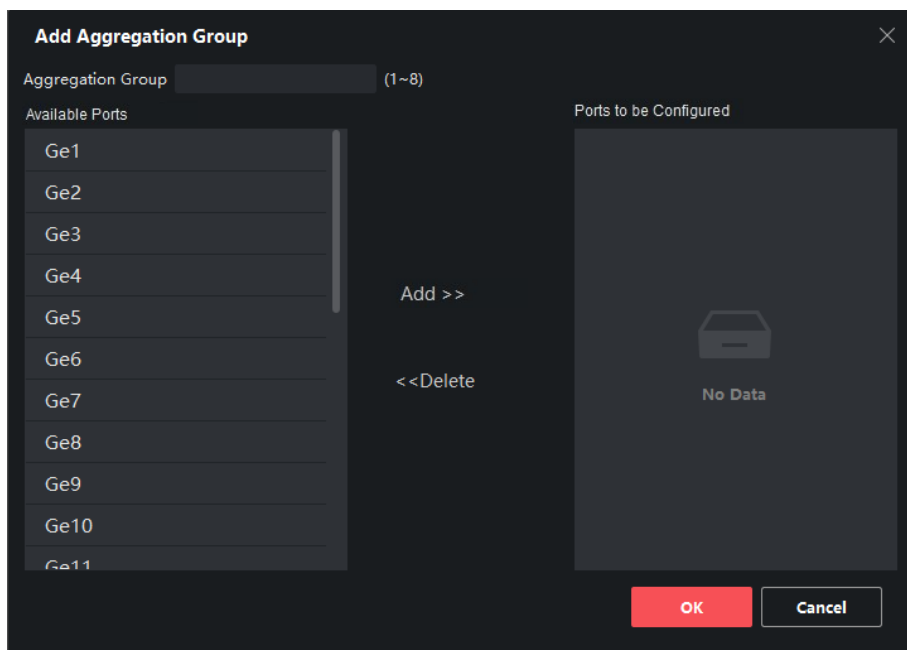 Add Aggregation Group
Aggregation Group (1~8)
Available Ports
Ports to be Configured
Ge1
Ge2
Ge3
Ge4
Ge5
Ge6
Ge7
Ge8
Ge9
Ge10
Ge11
Add >>
<<Delete
No Data
OK Cancel